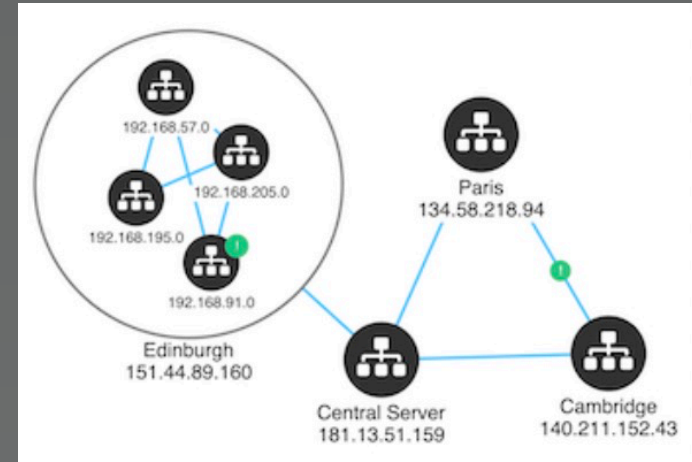 192.168.57.0
192.168.205.0
192.168.195.0
!
192.168.91.0
Edinburgh
151.44.89.160
Paris
134.58.218.94
!
Central Server
181.13.51.159
Cambridge
140.211.152.43